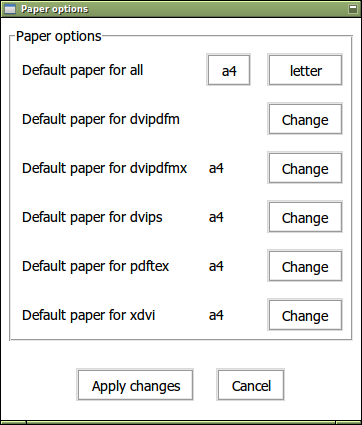 Paper options
Paper options
Default paper for all a4 letter
Default paper for dvipdfm Change
Default paper for dvipdfmx a4 Change
Default paper for dvips a4 Change
Default paper for pdftex a4 Change
Default paper for xdvi a4 Change
Apply changes Cancel